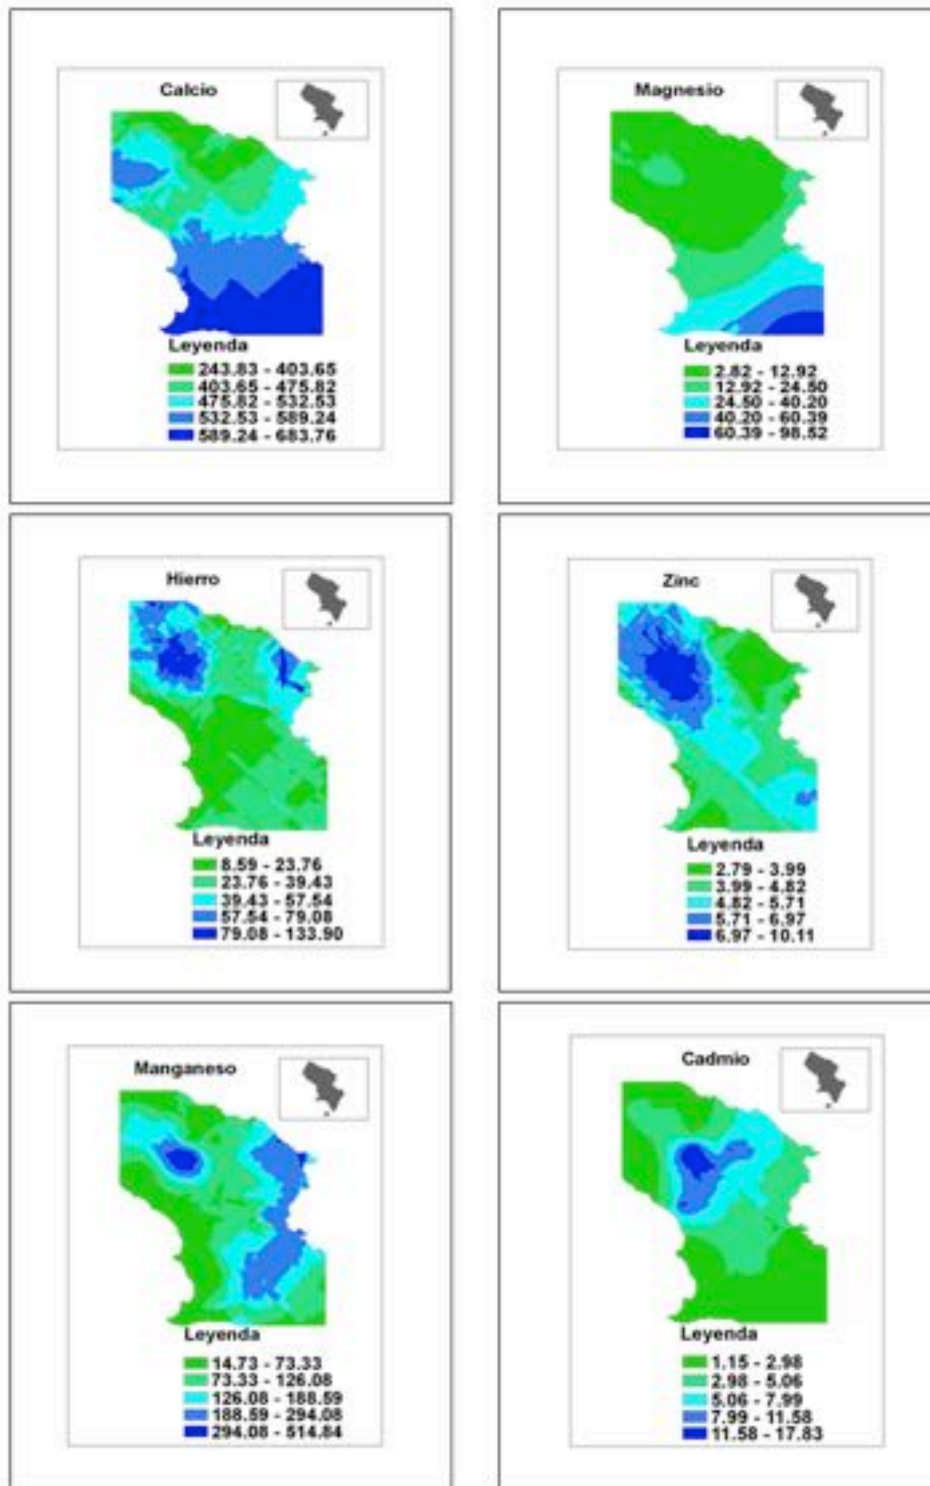 Calcio
Leyenda
243.83 - 403.65
403.65 - 475.82
475.82 - 532.53
532.53 - 589.24
589.24 - 683.76
Magnesio
Leyenda
2.82 - 12.92
12.92 - 24.50
24.50 - 40.20
40.20 - 60.39
60.39 - 98.52
Hierro
Leyenda
8.59 - 23.76
23.76 - 39.43
39.43 - 57.54
57.54 - 79.08
79.08 - 133.90
Zinc
Leyenda
2.79 - 3.99
3.99 - 4.82
4.82 - 5.71
5.71 - 6.97
6.97 - 10.11
Manganeso
Leyenda
14.73 - 73.33
73.33 - 126.08
126.08 - 188.59
188.59 - 294.08
294.08 - 514.84
Cadmio
Leyenda
1.15 - 2.98
2.98 - 5.06
5.06 - 7.99
7.99 - 11.58
11.58 - 17.83